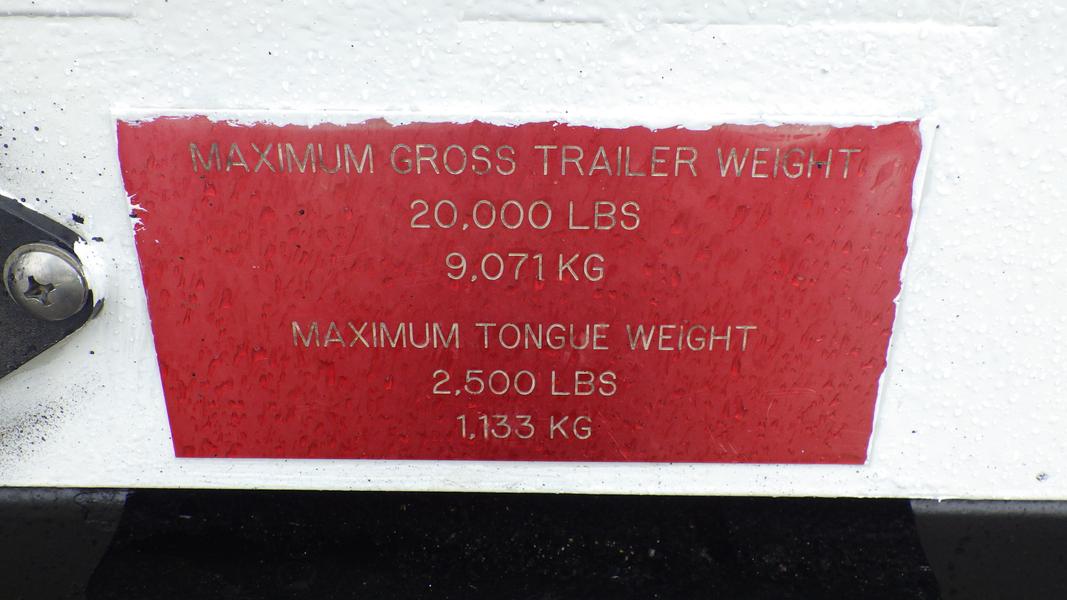 MAXIMUM GROSS TRAILER WEIGHT
20,000 LBS
9,071 KG
MAXIMUM TONGUE WEIGHT
2,500 LBS
1,133 KG